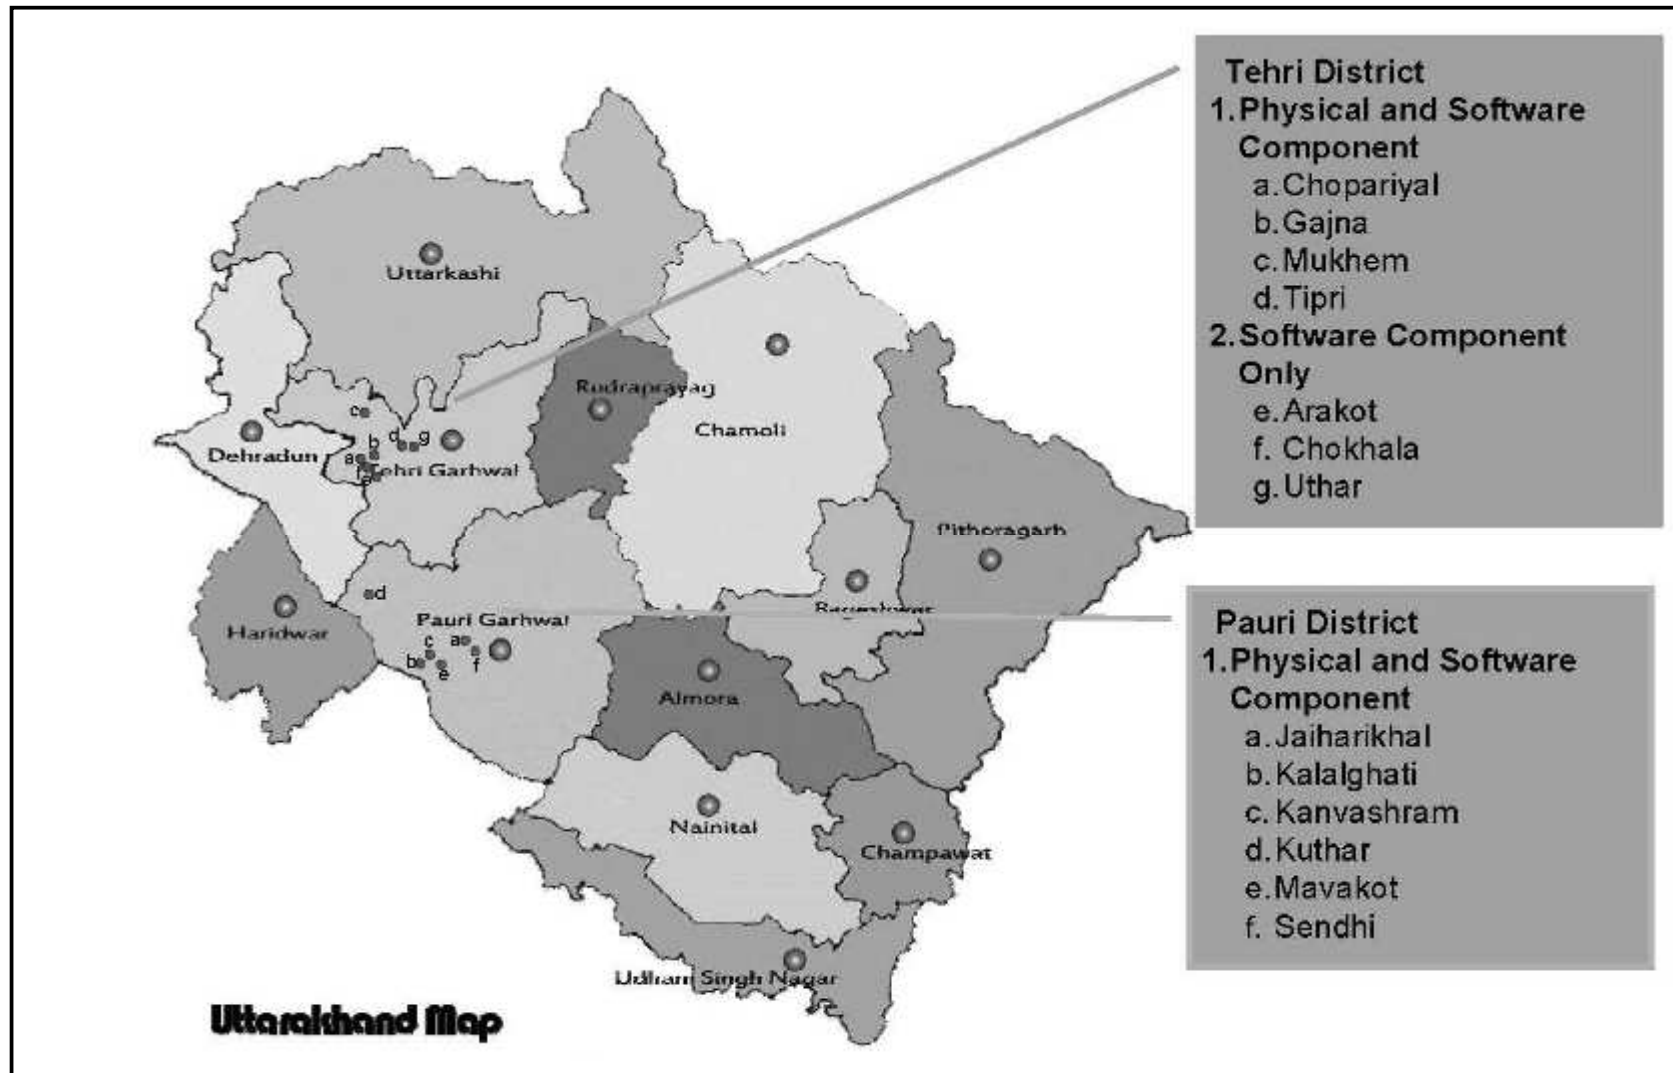 Tehri District
1.Physical and Software
Component
a.Chopariyal
b.Gajna
c.Mukhem
d.Tipri
2.Software Component
Only
e.Arakot
f. Chokhala
g.Uthar
Uttarkashi
Rudraprayag
Chamoli
c
d
g
b
a
Dehradun
Tehri Garhwal
f
e
Pithoragarh
d
Bageshwar
Pauri Garhwal
Haridwar
a
c
b
e
f
Almora
Pauri District
1.Physical and Software
Component
a.Jaiharikhal
b.Kalalghati
c. Kanvashram
d.Kuthar
e.Mavakot
f. Sendhi
Nainital
Champawat
Udham Singh Nagar
Uttarakhand Map